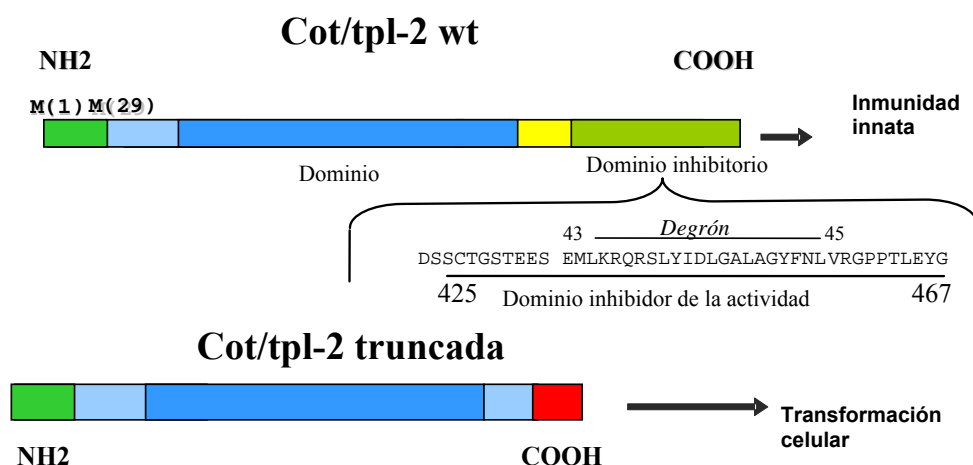 Cot/tpl-2 wt
NH2
COOH
M(1) M(29)
Inmunidad
innata
Dominio
Dominio inhibitorio
43
Degrón
45
DSSCTGSTEES EMLKRQRSLYIDLGALAGYFNLVRGPPTLEYG
425
Dominio inhibidor de la actividad
467
Cot/tpl-2 truncada
Transformación
celular
NH2
COOH